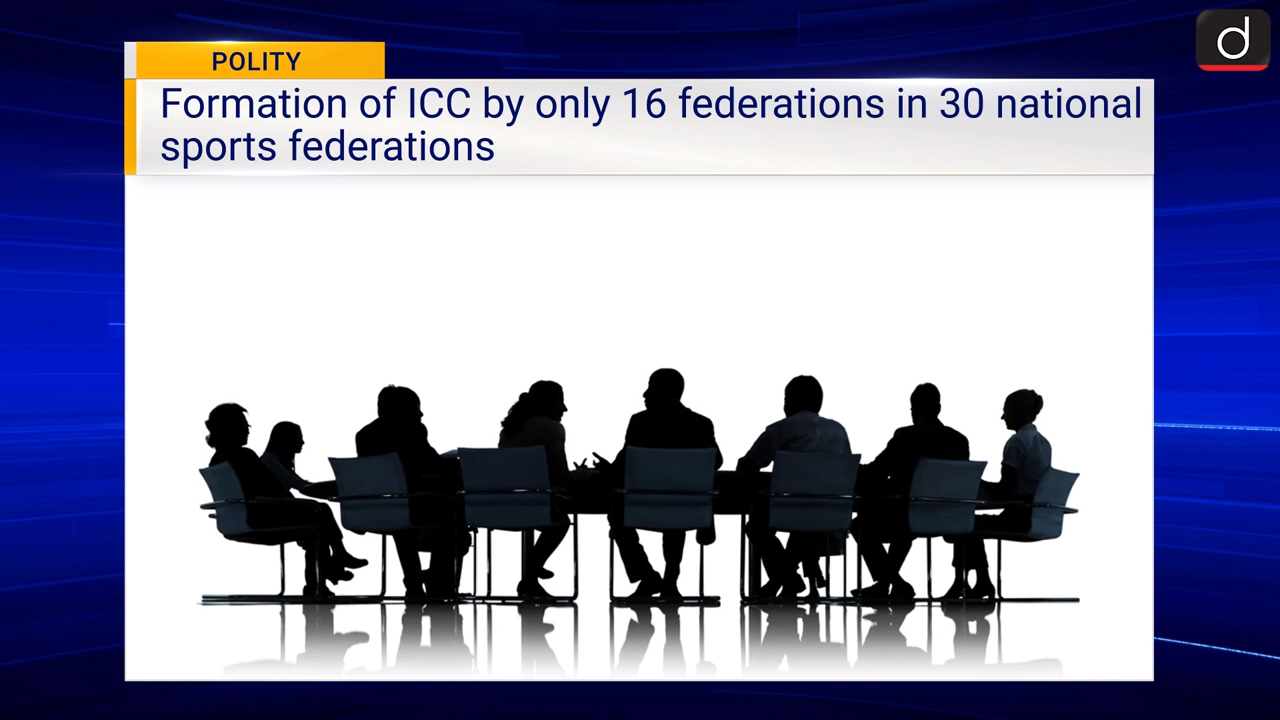 d
POLITY
Formation of ICC by only 16 federations in 30 national
sports federations